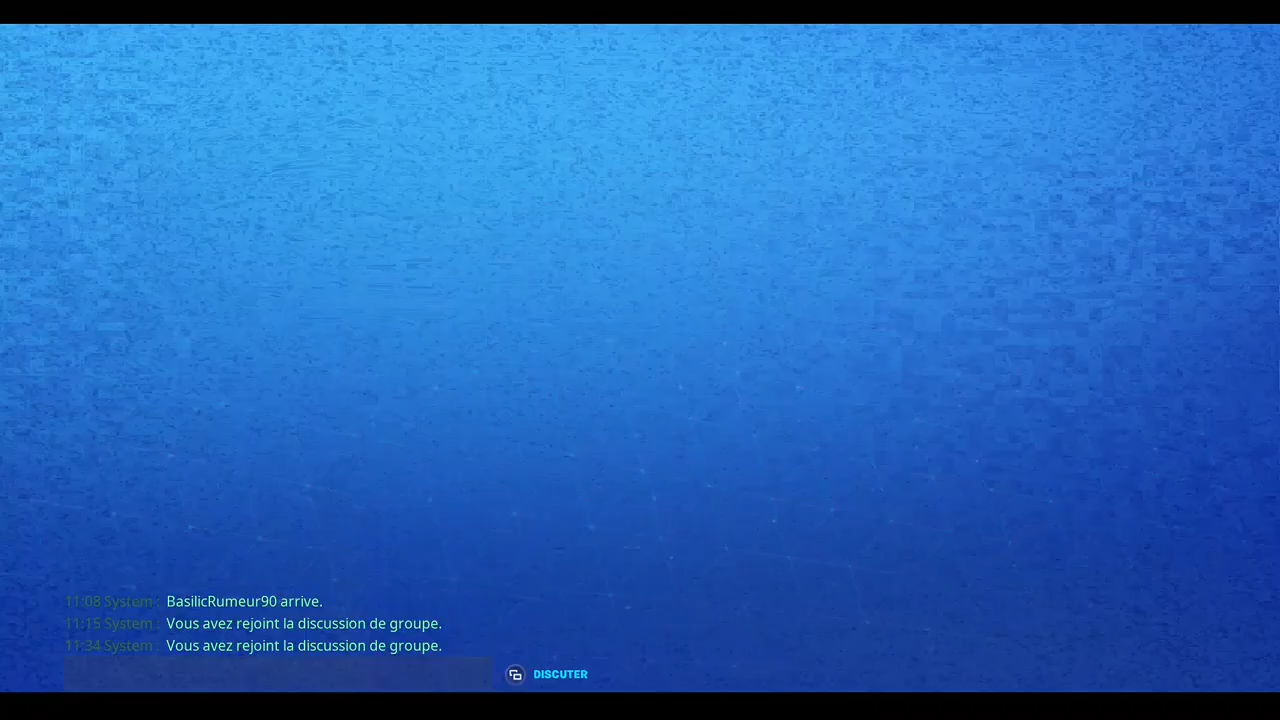 11:08 System : BasilicRumeur90 arrive.
11:15 System : Vous avez rejoint la discussion de groupe.
11:34 System : Vous avez rejoint la discussion de groupe.
DISCUTER